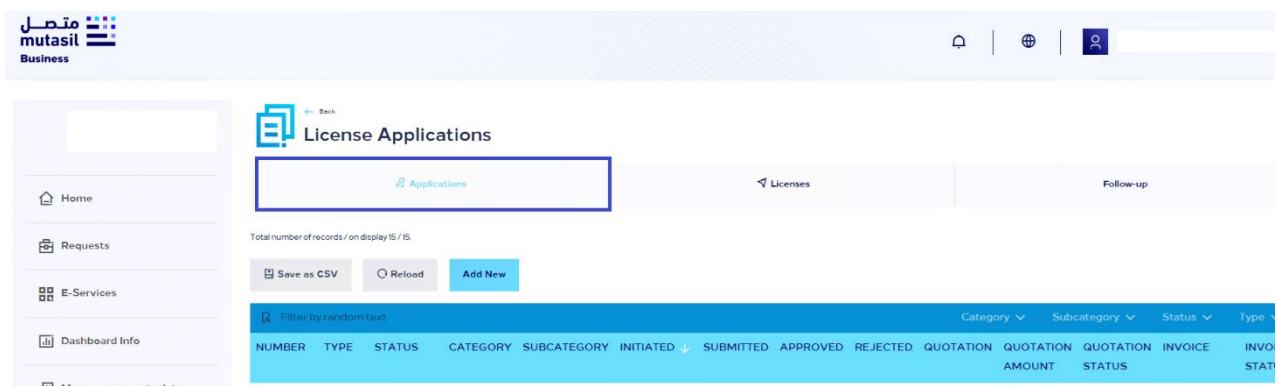 متصل
mutasil
Business
← Back
License Applications
Applications
Licenses
Follow-up
Home
Requests
E-Services
Dashboard Info
Total number of records / on display 15 / 15.
Save as CSV
Reload
Add New
Filter by random text
Category
Subcategory
Status
Type
NUMBER TYPE STATUS CATEGORY SUBCATEGORY INITIATED ↓ SUBMITTED APPROVED REJECTED QUOTATION QUOTATION AMOUNT QUOTATION STATUS INVOICE